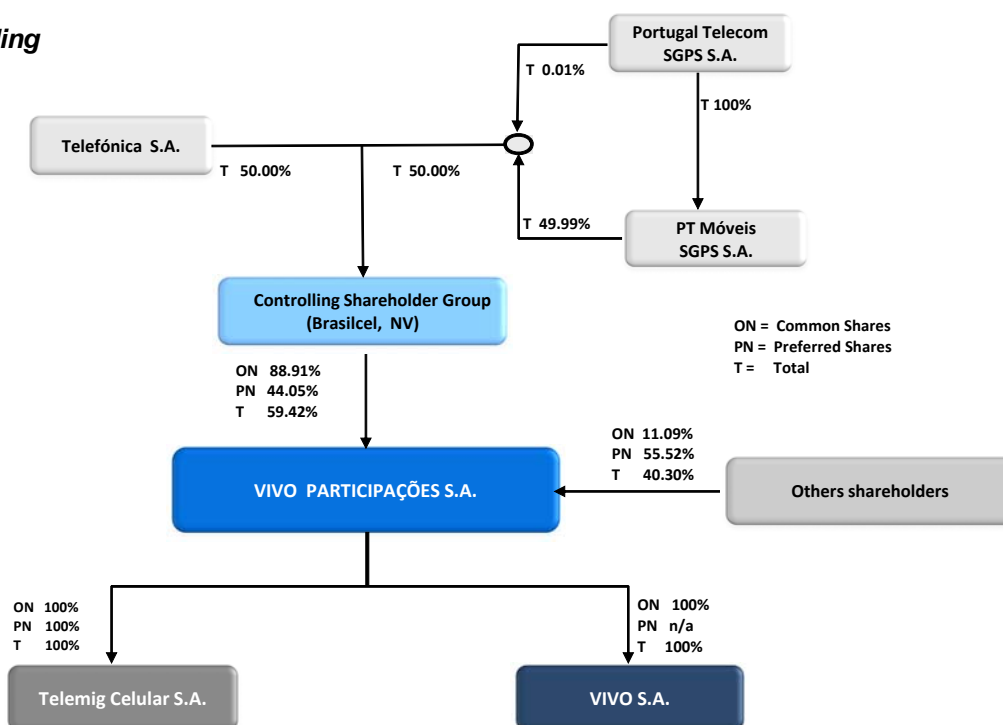 ling
Portugal Telecom
SGPS S.A.
T 0.01%
T 100%
Telefónica S.A.
T 50.00%
T 50.00%
T 49.99%
PT Móveis
SGPS S.A.
Controlling Shareholder Group
(Brasilcel, NV)
ON = Common Shares
PN = Preferred Shares
T = Total
ON 88.91%
PN 44.05%
T 59.42%
ON 11.09%
PN 55.52%
T 40.30%
VIVO PARTICIPAÇÕES S.A.
Others shareholders
ON 100%
PN 100%
T 100%
ON 100%
PN n/a
T 100%
Telemig Celular S.A.
VIVO S.A.